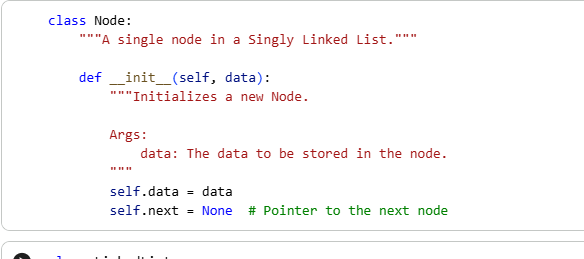 class Node:
    """A single node in a Singly Linked List."""

    def __init__(self, data):
        """Initializes a new Node.

        Args:
            data: The data to be stored in the node.
        """
        self.data = data
        self.next = None  # Pointer to the next node